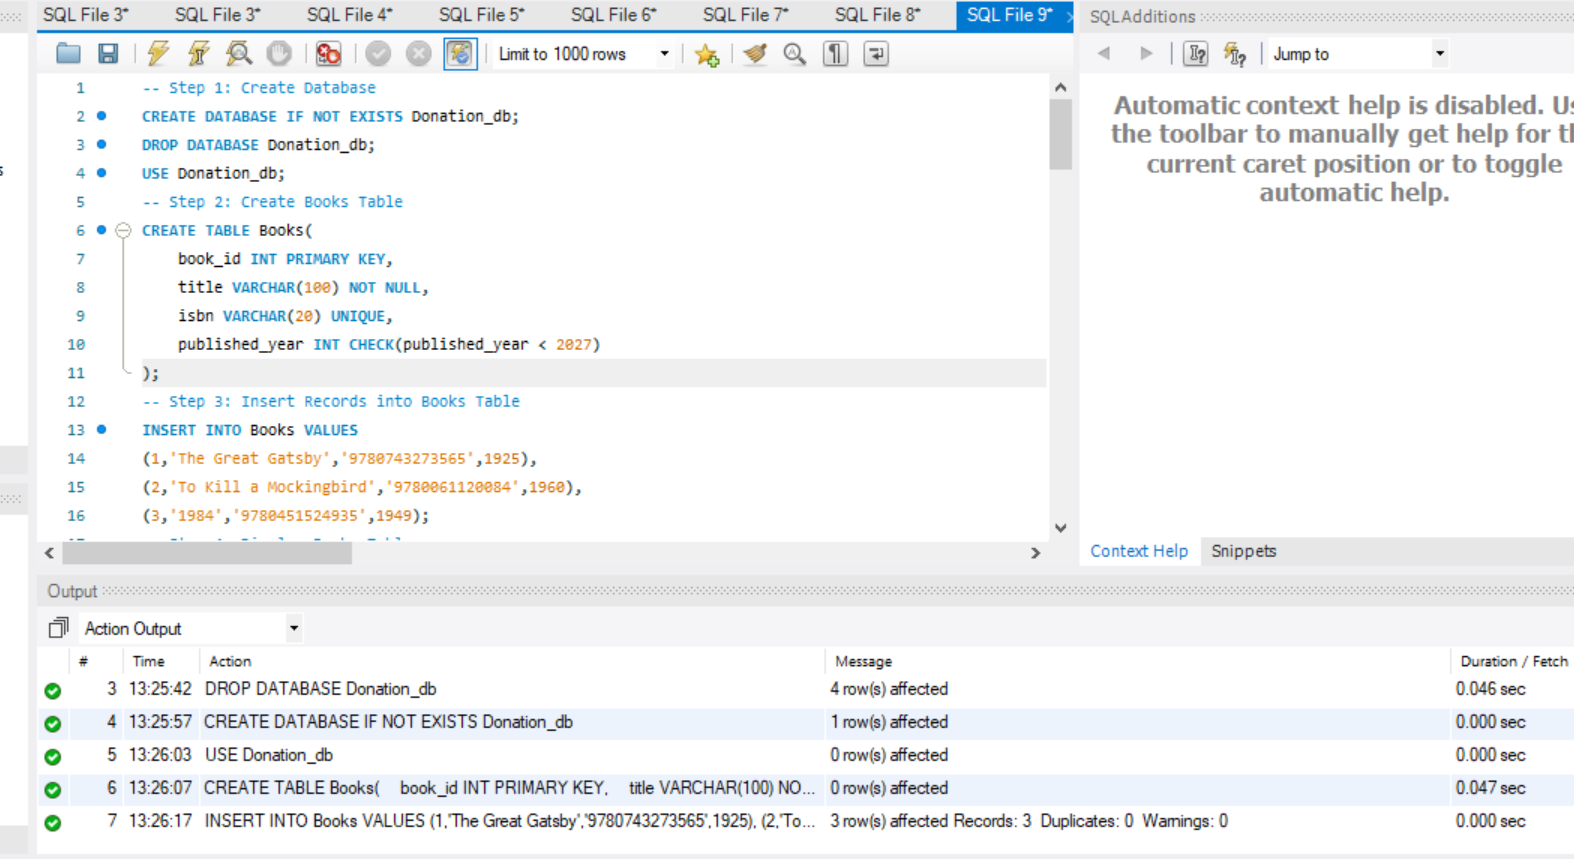 SQL File 3* SQL File 3* SQL File 4* SQL File 5* SQL File 6* SQL File 7* SQL File 8* SQL File 9* SQLAdditions
Limit to 1000 rows Jump to
1 -- Step 1: Create Database
2 CREATE DATABASE IF NOT EXISTS Donation_db;
3 DROP DATABASE Donation_db;
4 USE Donation_db;
5 -- Step 2: Create Books Table
6 CREATE TABLE Books(
7 book_id INT PRIMARY KEY,
8 title VARCHAR(100) NOT NULL,
9 isbn VARCHAR(20) UNIQUE,
10 published_year INT CHECK(published_year < 2027)
11 );
12 -- Step 3: Insert Records into Books Table
13 INSERT INTO Books VALUES
14 (1,'The Great Gatsby','9780743273565',1925),
15 (2,'To Kill a Mockingbird','9780061120084',1960),
16 (3,'1984','9780451524935',1949);
Automatic context help is disabled. Us
the toolbar to manually get help for th
current caret position or to toggle
automatic help.
Context Help Snippets
Output
Action Output
# Time Action Message Duration / Fetch
3 13:25:42 DROP DATABASE Donation_db 4 row(s) affected 0.046 sec
4 13:25:57 CREATE DATABASE IF NOT EXISTS Donation_db 1 row(s) affected 0.000 sec
5 13:26:03 USE Donation_db 0 row(s) affected 0.000 sec
6 13:26:07 CREATE TABLE Books( book_id INT PRIMARY KEY, title VARCHAR(100) NO... 0 row(s) affected 0.047 sec
7 13:26:17 INSERT INTO Books VALUES (1,'The Great Gatsby','9780743273565',1925), (2,'To... 3 row(s) affected Records: 3 Duplicates: 0 Warnings: 0 0.000 sec